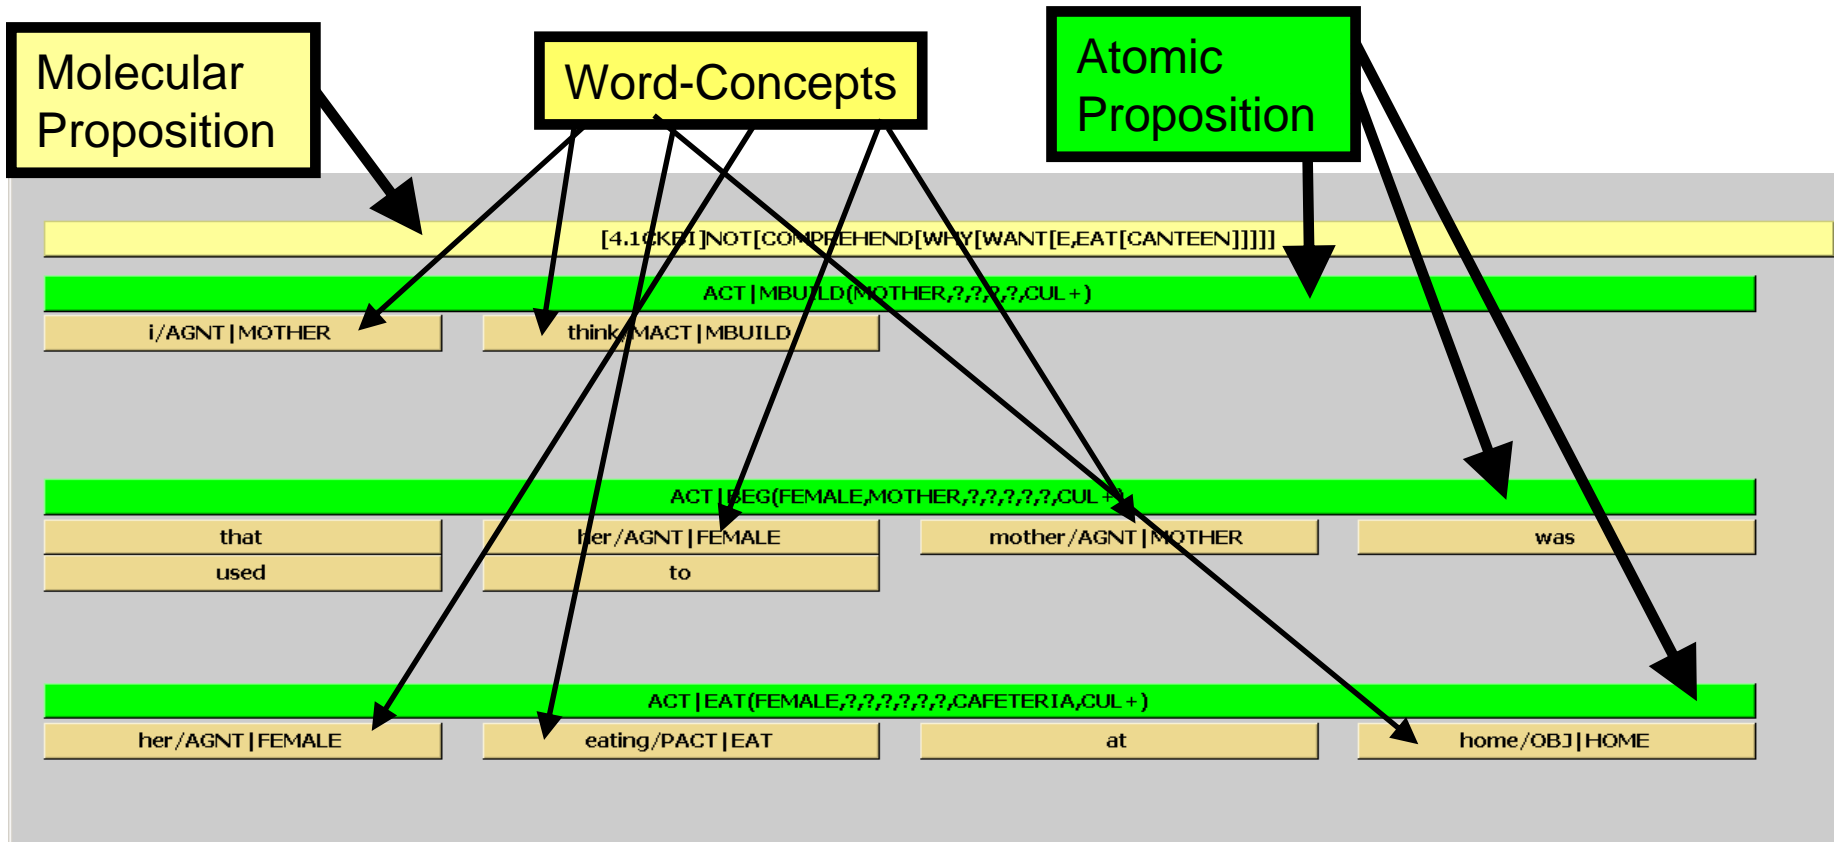 Molecular
Proposition
Word-Concepts
Atomic
Proposition
[4.1CKBI]NOT[COMPREHEND[WHY[WANT[E,EAT[CANTEEN]]]]]
ACT|MBUILD(MOTHER,?,?,?,?,CUL+)
i/AGNT|MOTHER think/MACT|MBUILD
ACT|BEG(FEMALE,MOTHER,?,?,?,?,?,CUL+)
that her/AGNT|FEMALE mother/AGNT|MOTHER was
used to
ACT|EAT(FEMALE,?,?,?,?,?,?,CAFETERIA,CUL+)
her/AGNT|FEMALE eating/PACT|EAT at home/OBJ|HOME